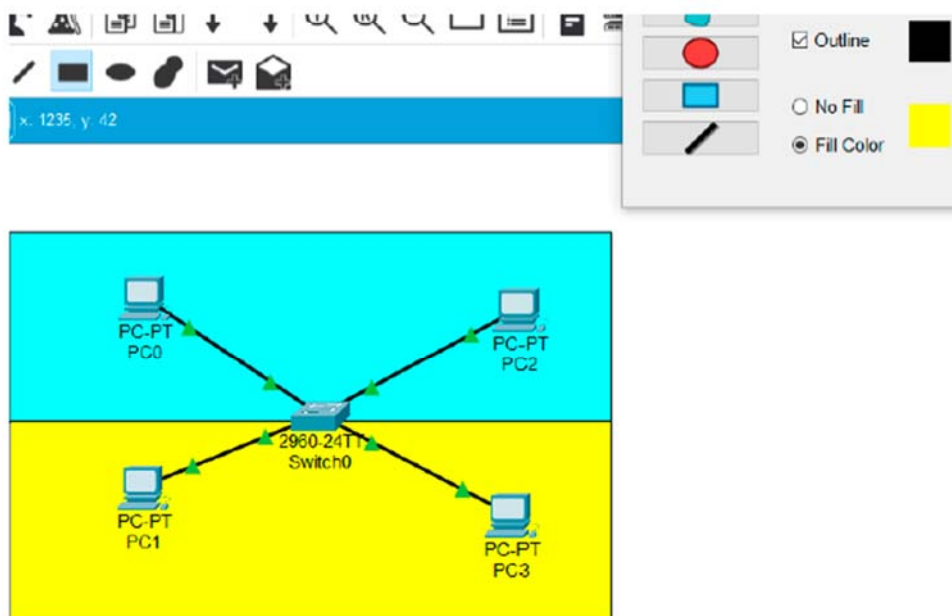 Outline
x: 1235, y: 42
No Fill
Fill Color
PC-PT
PC0
PC-PT
PC2
2960-24TT
Switch0
PC-PT
PC1
PC-PT
PC3